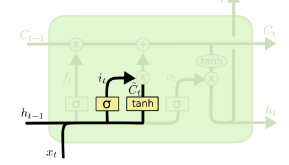 C_{t-1} × + C_t
tanh
f_t i_t × o_t ×
C̃_t
σ σ tanh σ
h_{t-1} h_t
x_t